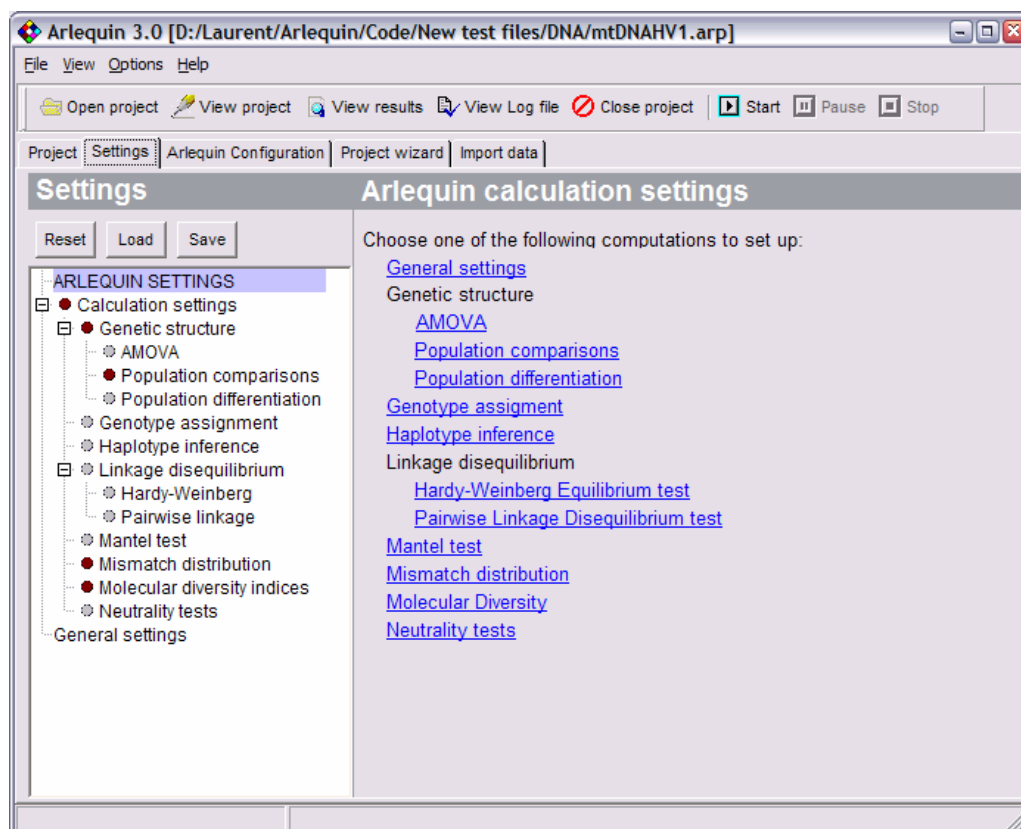 Arlequin 3.0 [D:/Laurent/Arlequin/Code/New test files/DNA/mtDNAHV1.arp]
File View Options Help
Open project View project View results View Log file Close project Start Pause Stop
Project Settings Arlequin Configuration Project wizard Import data
Settings
Reset Load Save
ARLEQUIN SETTINGS
Calculation settings
Genetic structure
AMOVA
Population comparisons
Population differentiation
Genotype assignment
Haplotype inference
Linkage disequilibrium
Hardy-Weinberg
Pairwise linkage
Mantel test
Mismatch distribution
Molecular diversity indices
Neutrality tests
General settings
Arlequin calculation settings
Choose one of the following computations to set up:
General settings
Genetic structure
AMOVA
Population comparisons
Population differentiation
Genotype assigment
Haplotype inference
Linkage disequilibrium
Hardy-Weinberg Equilibrium test
Pairwise Linkage Disequilibrium test
Mantel test
Mismatch distribution
Molecular Diversity
Neutrality tests